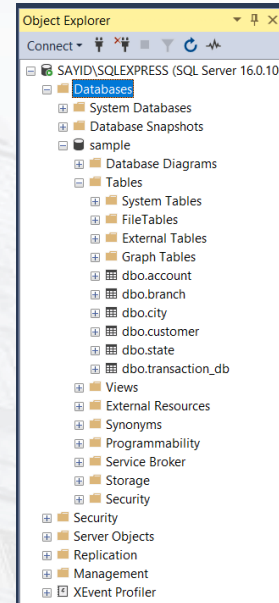 Object Explorer
Connect
SAYID\SQLEXPRESS (SQL Server 16.0.10
Databases
System Databases
Database Snapshots
sample
Database Diagrams
Tables
System Tables
FileTables
External Tables
Graph Tables
dbo.account
dbo.branch
dbo.city
dbo.customer
dbo.state
dbo.transaction_db
Views
External Resources
Synonyms
Programmability
Service Broker
Storage
Security
Security
Server Objects
Replication
Management
XEvent Profiler